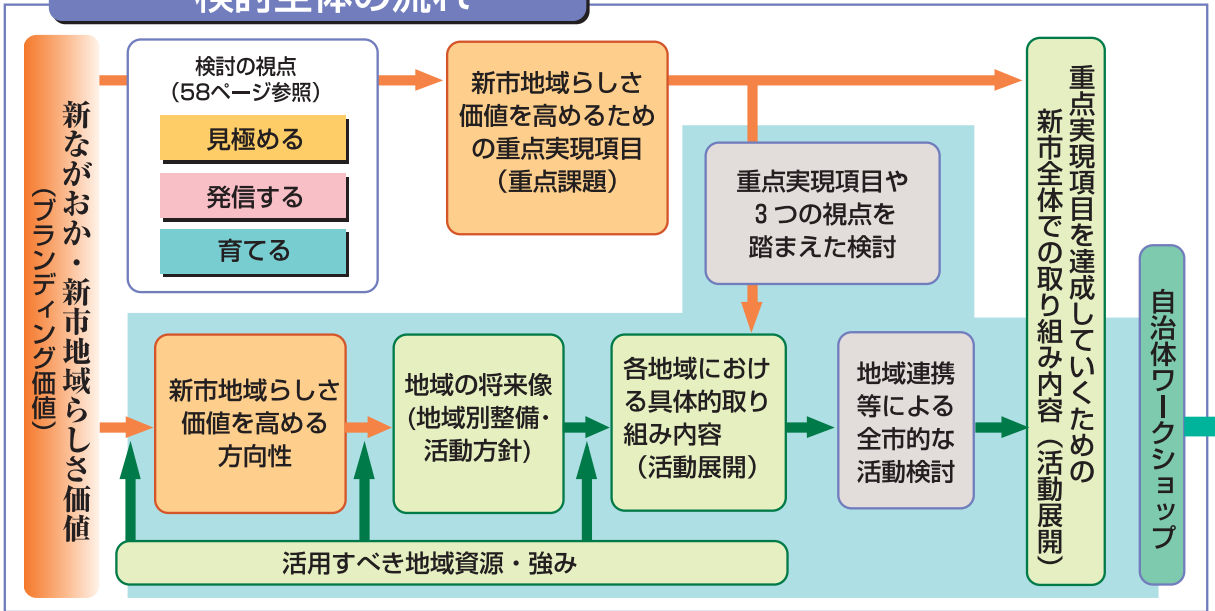 検討全体の流れ
新ながおか・新市地域らしさ価値
（ブランディング価値）
検討の視点
（58ページ参照）
見極める
発信する
育てる
新市地域らしさ
価値を高めるため
の重点実現項目
（重点課題）
重点実現項目や
3つの視点を
踏まえた検討
新市地域らしさ
価値を高める
方向性
地域の将来像
(地域別整備・
活動方針)
各地域におけ
る具体的取り
組み内容
（活動展開）
地域連携
等による
全市的な
活動検討
活用すべき地域資源・強み
重点実現項目を達成していくための
新市全体での取り組み内容（活動展開）
自治体ワークショップ